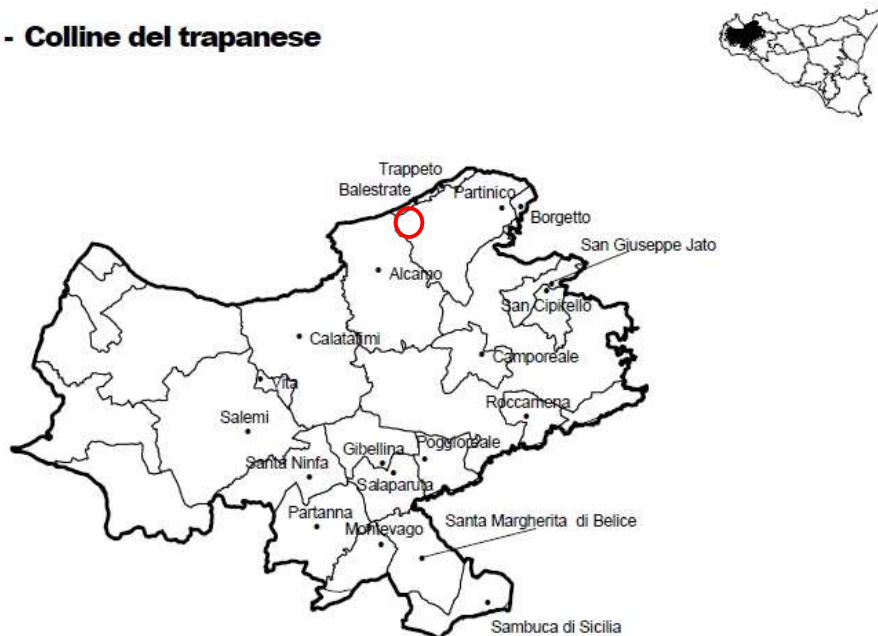 - Colline del trapanese
Trappeto
Balestrate
Partinico
Borgetto
San Giuseppe Jato
Alcamo
San Cipirello
Calatafimi
Camporeale
Vita
Roccamena
Salemi
Gibellina
Poggioreale
Santa Ninfa
Salaparuta
Partanna
Montevago
Santa Margherita di Belice
Sambuca di Sicilia